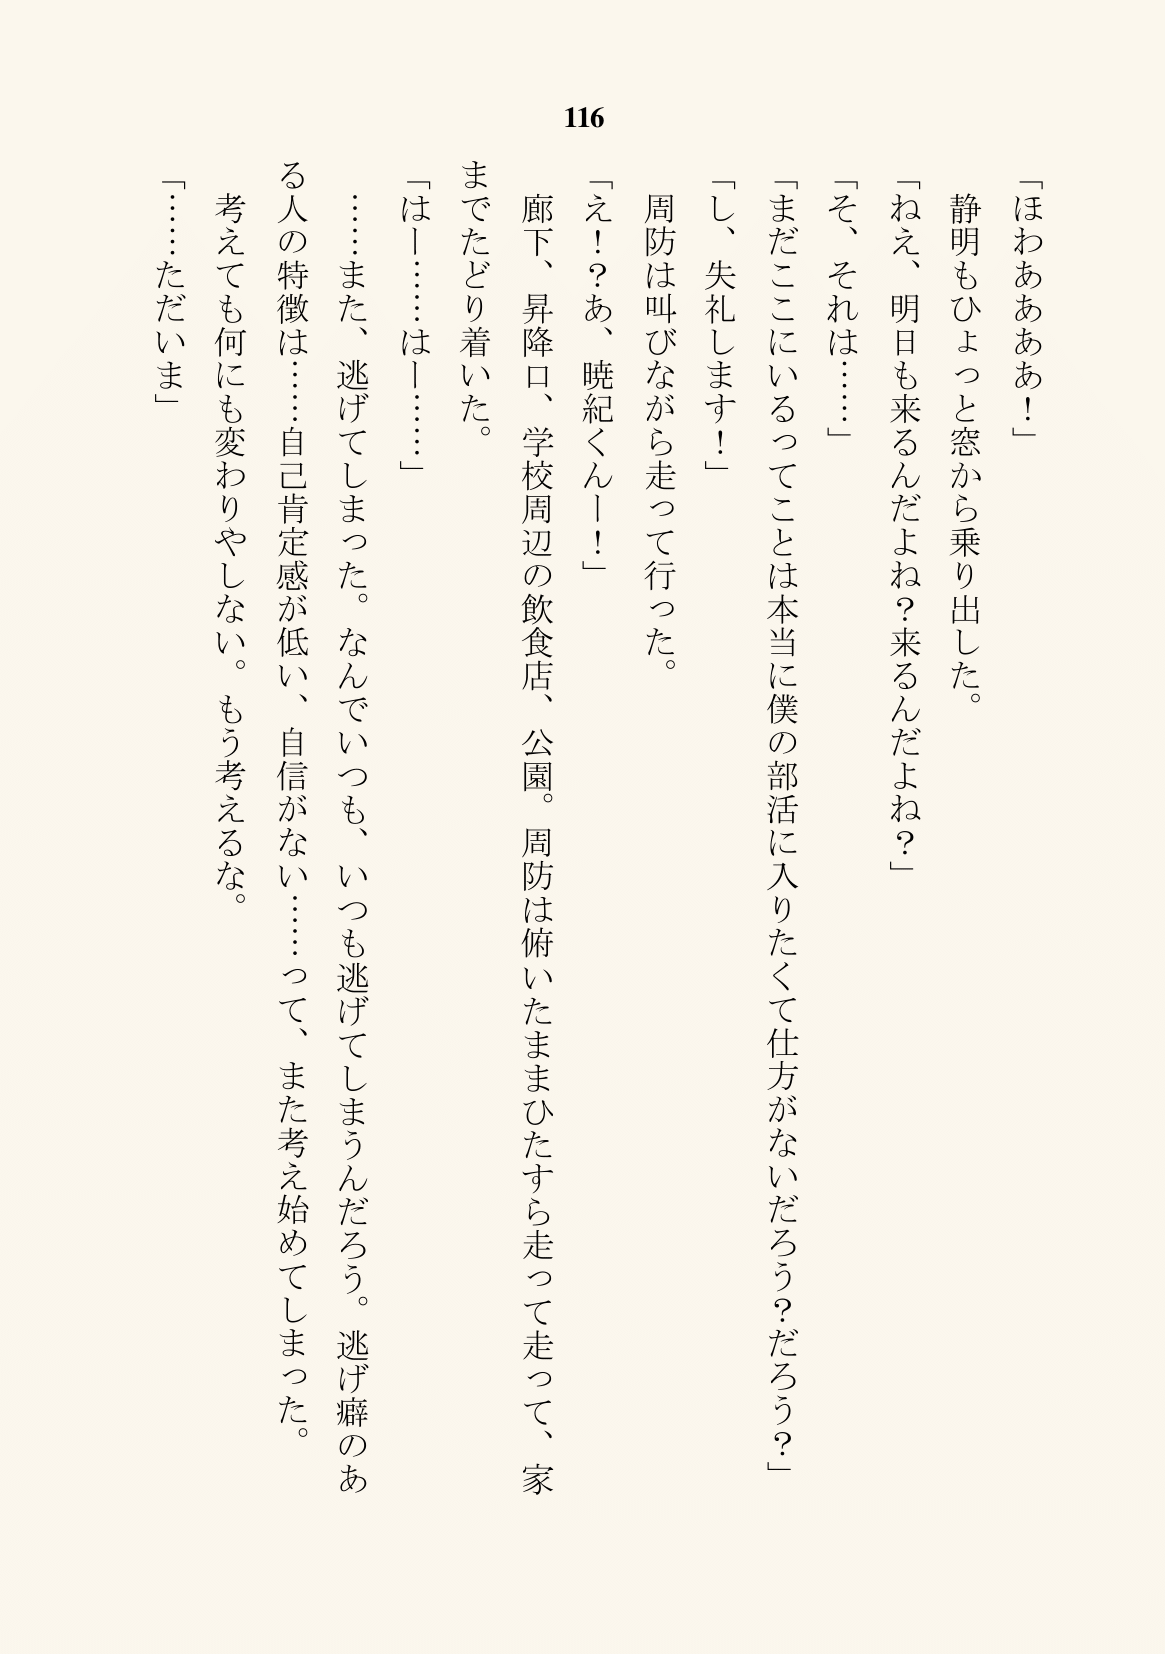 116
「ほわああああ！」
静明もひょっと窓から乗り出した。
「ねえ、明日も来るんだよね？来るんだよね？」
「そ、それは……」
「まだここにいるってことは本当に僕の部活に入りたくて仕方がないだろう？だろう？」
「し、失礼します！」
周防は叫びながら走って行った。
「え！？あ、暁紀くんー！」
廊下、昇降口、学校周辺の飲食店、公園。周防は俯いたままひたすら走って走って、家
までたどり着いた。
「はー……はー……」
……また、逃げてしまった。なんでいつも、いつも逃げてしまうんだろう。逃げ癖のあ
る人の特徴は……自己肯定感が低い、自信がない……って、また考え始めてしまった。
考えても何にも変わりやしない。もう考えるな。
「……ただいま」